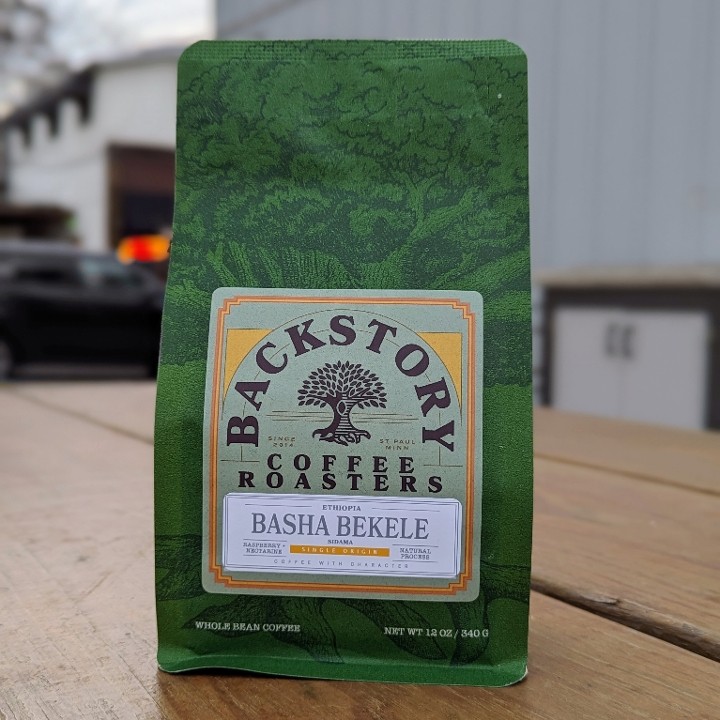 BACKSTORY
SINCE
2014
ST PAUL
MINN
COFFEE
ROASTERS
ETHIOPIA
BASHA BEKELE
SIDAMA
RASPBERRY +
NECTARINE
SINGLE ORIGIN
NATURAL
PROCESS
COFFEE WITH CHARACTER
WHOLE BEAN COFFEE
NET WT 12 OZ / 340 G